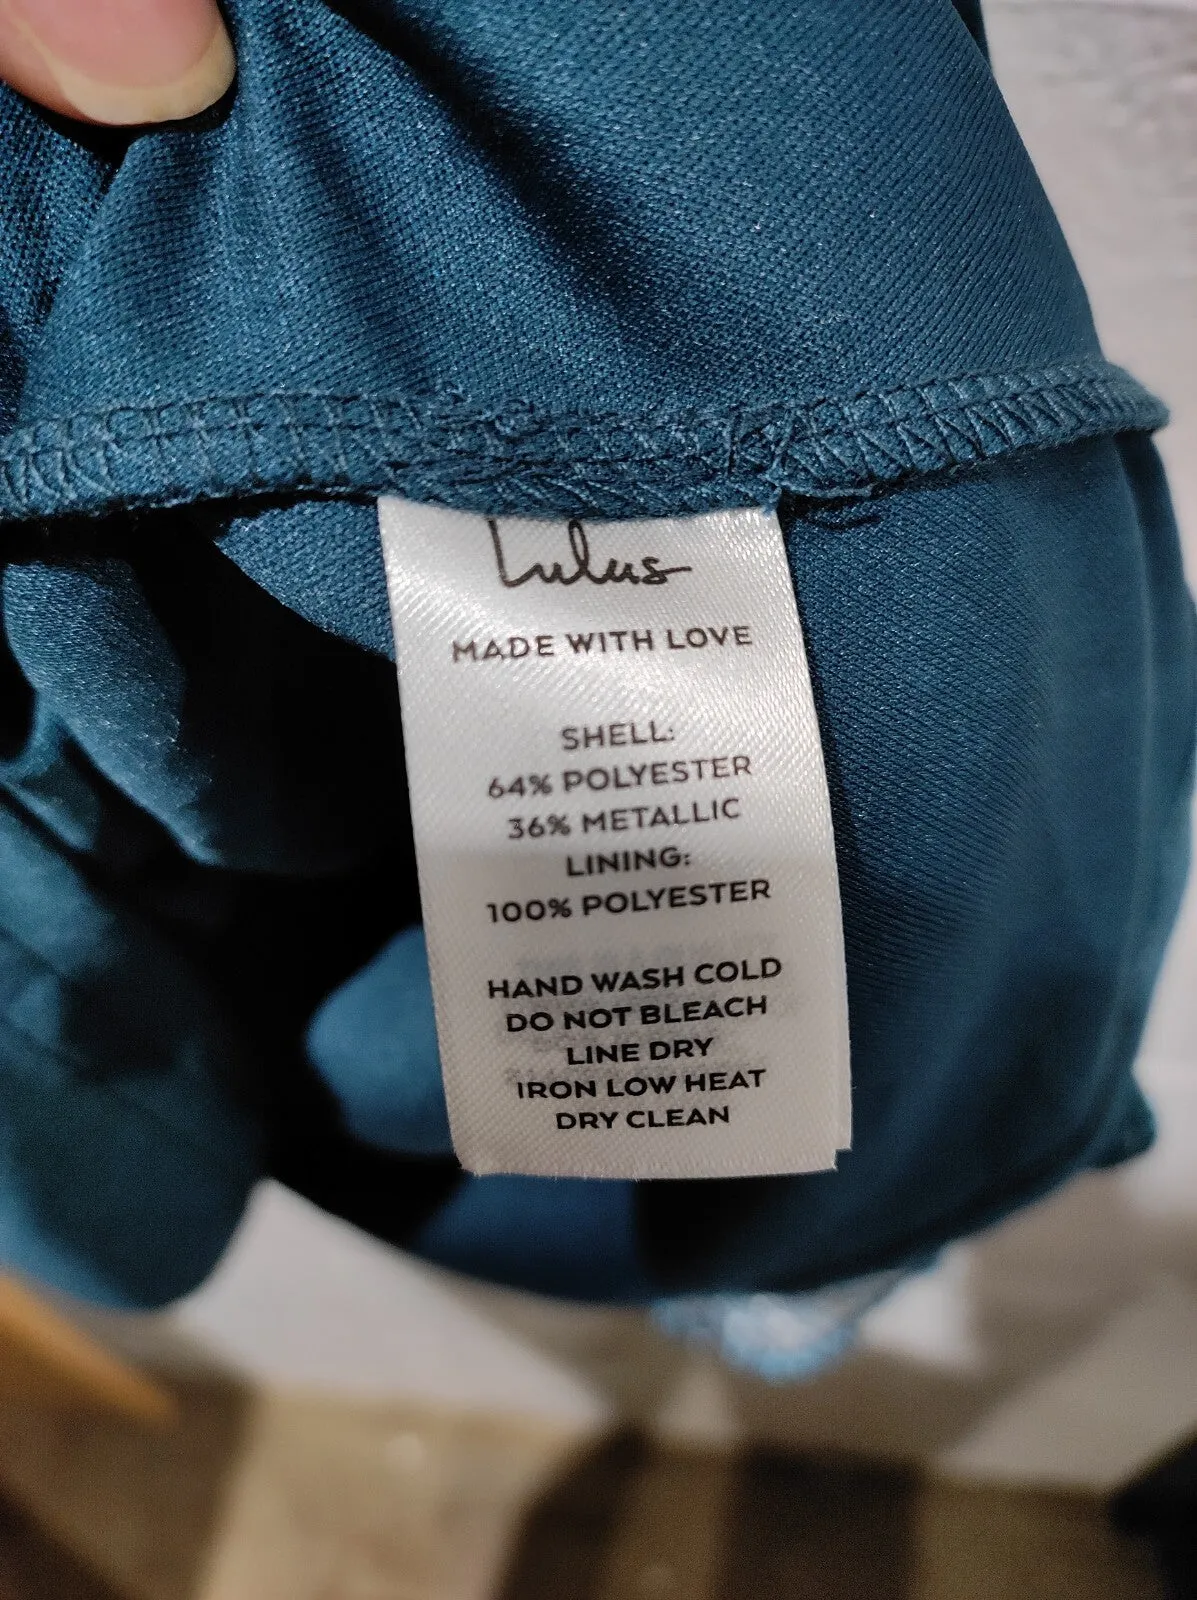 Lulus
MADE WITH LOVE
SHELL:
64% POLYESTER
36% METALLIC
LINING:
100% POLYESTER
HAND WASH COLD
DO NOT BLEACH
LINE DRY
IRON LOW HEAT
DRY CLEAN